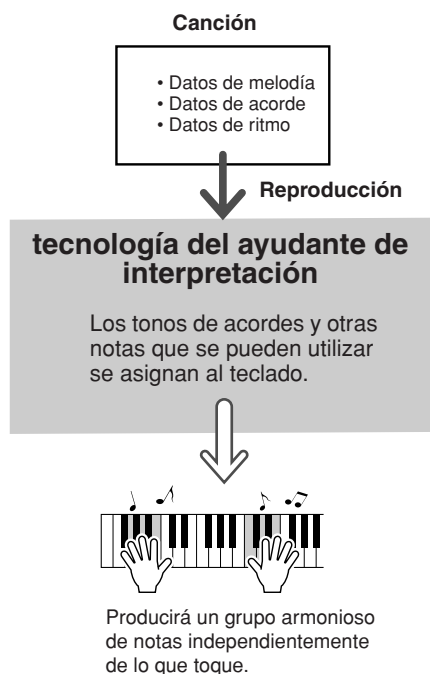 Canción
• Datos de melodía
• Datos de acorde
• Datos de ritmo
Reproducción
tecnología del ayudante de
interpretación
Los tonos de acordes y otras
notas que se pueden utilizar
se asignan al teclado.
Producirá un grupo armonioso
de notas independientemente
de lo que toque.